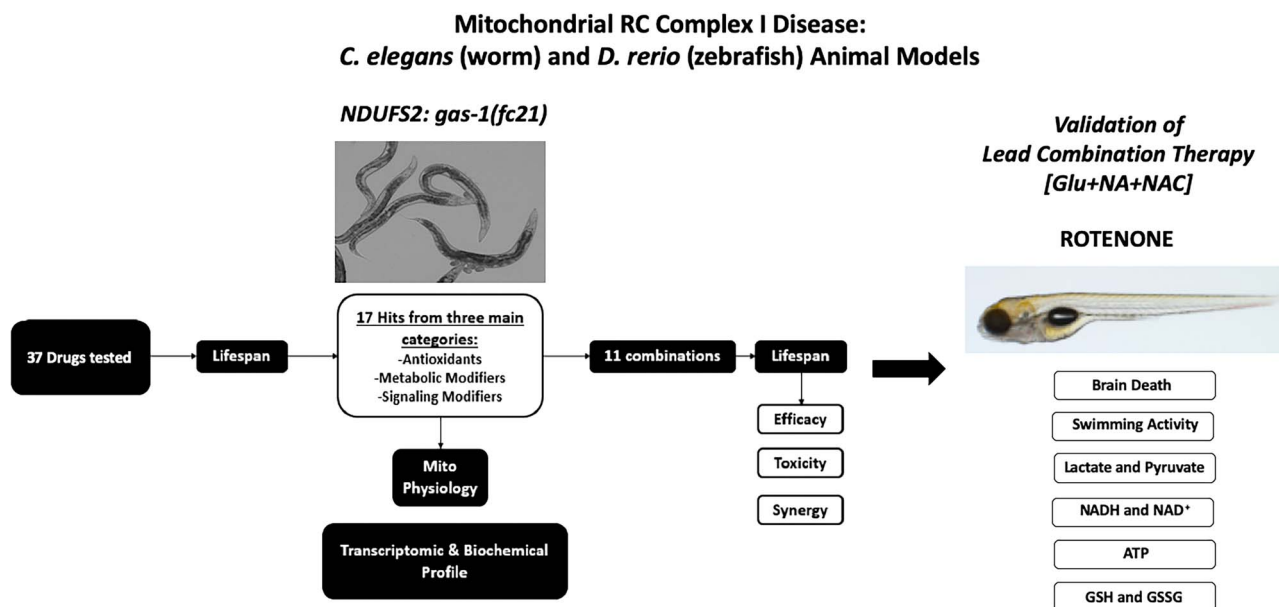 Mitochondrial RC Complex I Disease:
C. elegans (worm) and D. rerio (zebrafish) Animal Models
NDUFS2: gas-1(fc21)
37 Drugs tested
Lifespan
17 Hits from three main
categories:
-Antioxidants
-Metabolic Modifiers
-Signaling Modifiers
Mito
Physiology
Transcriptomic & Biochemical
Profile
11 combinations
Lifespan
Efficacy
Toxicity
Synergy
Validation of
Lead Combination Therapy
[Glu+NA+NAC]
ROTENONE
Brain Death
Swimming Activity
Lactate and Pyruvate
NADH and NAD⁺
ATP
GSH and GSSG